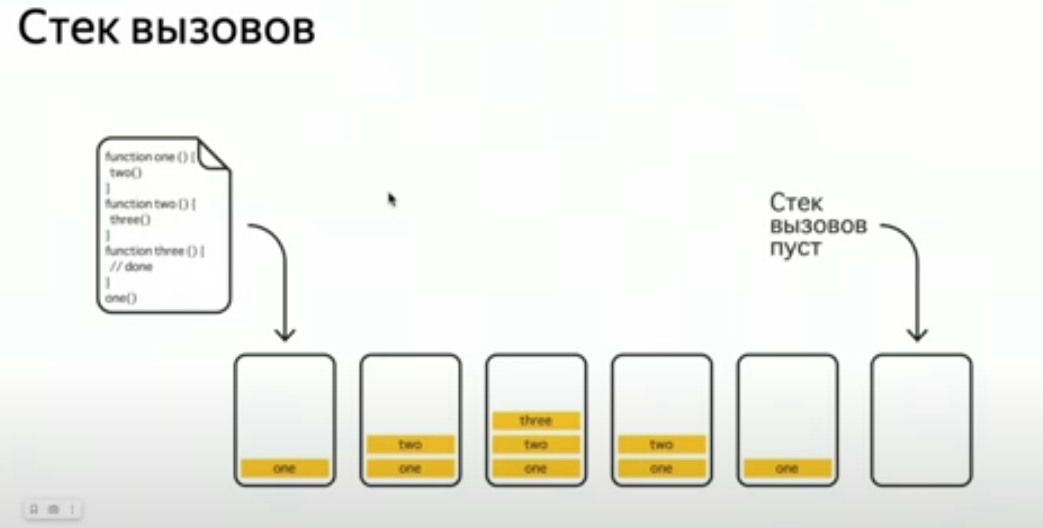 Стек вызовов
function one () {
two()
}
function two () {
three()
}
function three () {
// done
}
one()
Стек
вызовов
пуст
one
two
one
three
two
one
two
one
one